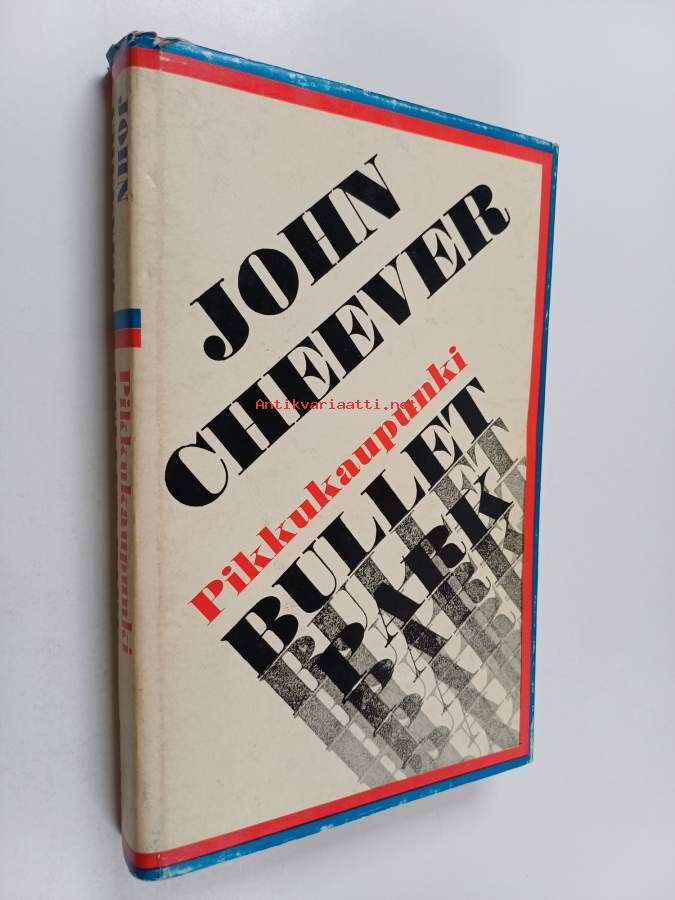 JOHN
CHEEVER
Pikkukaupunki
BULLET
PARK
JOHN
Pikkukaupunki
Antikvariaatti.net